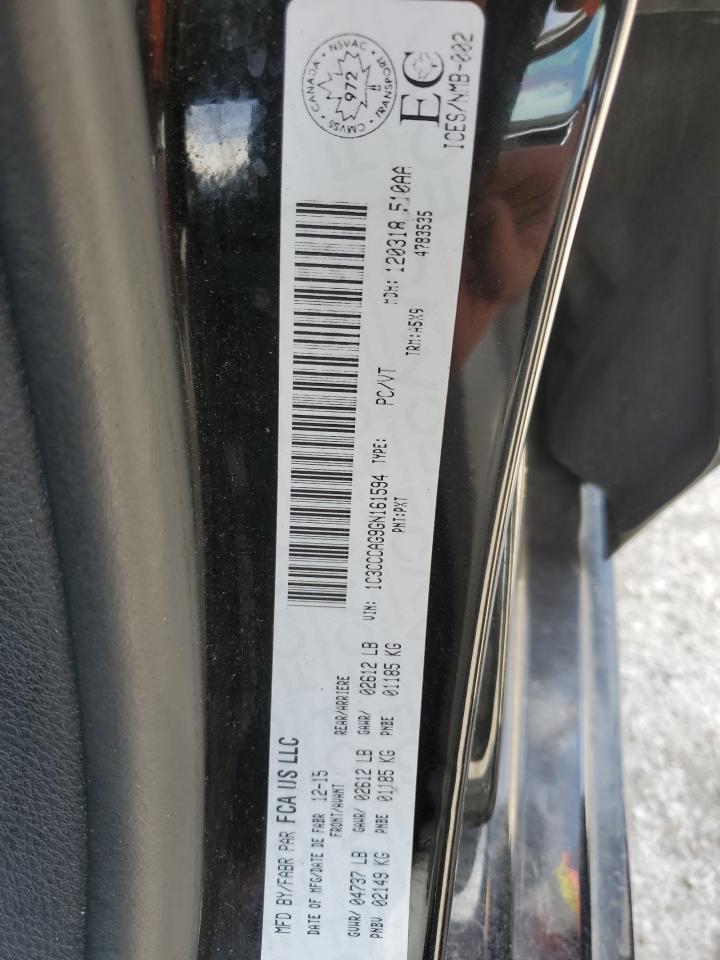 MFD BY/FABR PAR FCA US LLC
DATE OF MFG/DATE DE FABR 12-15
FRONT/AVANT REAR/ARRIERE
GVWR/ 04737 LB GAWR/ 02612 LB GAWR/ 02612 LB
PNBV 02149 KG PNBE 01185 KG PNBE 01185 KG
VIN: 1C3CCCAG9GN161594 TYPE: PC/VT MDH: 120318 510AA
PNT:PXT TRM:A5X9 4783535
CANADA · NSVAC · TRANSPORT · CMVSS
972
EC
ICES/NMB-002